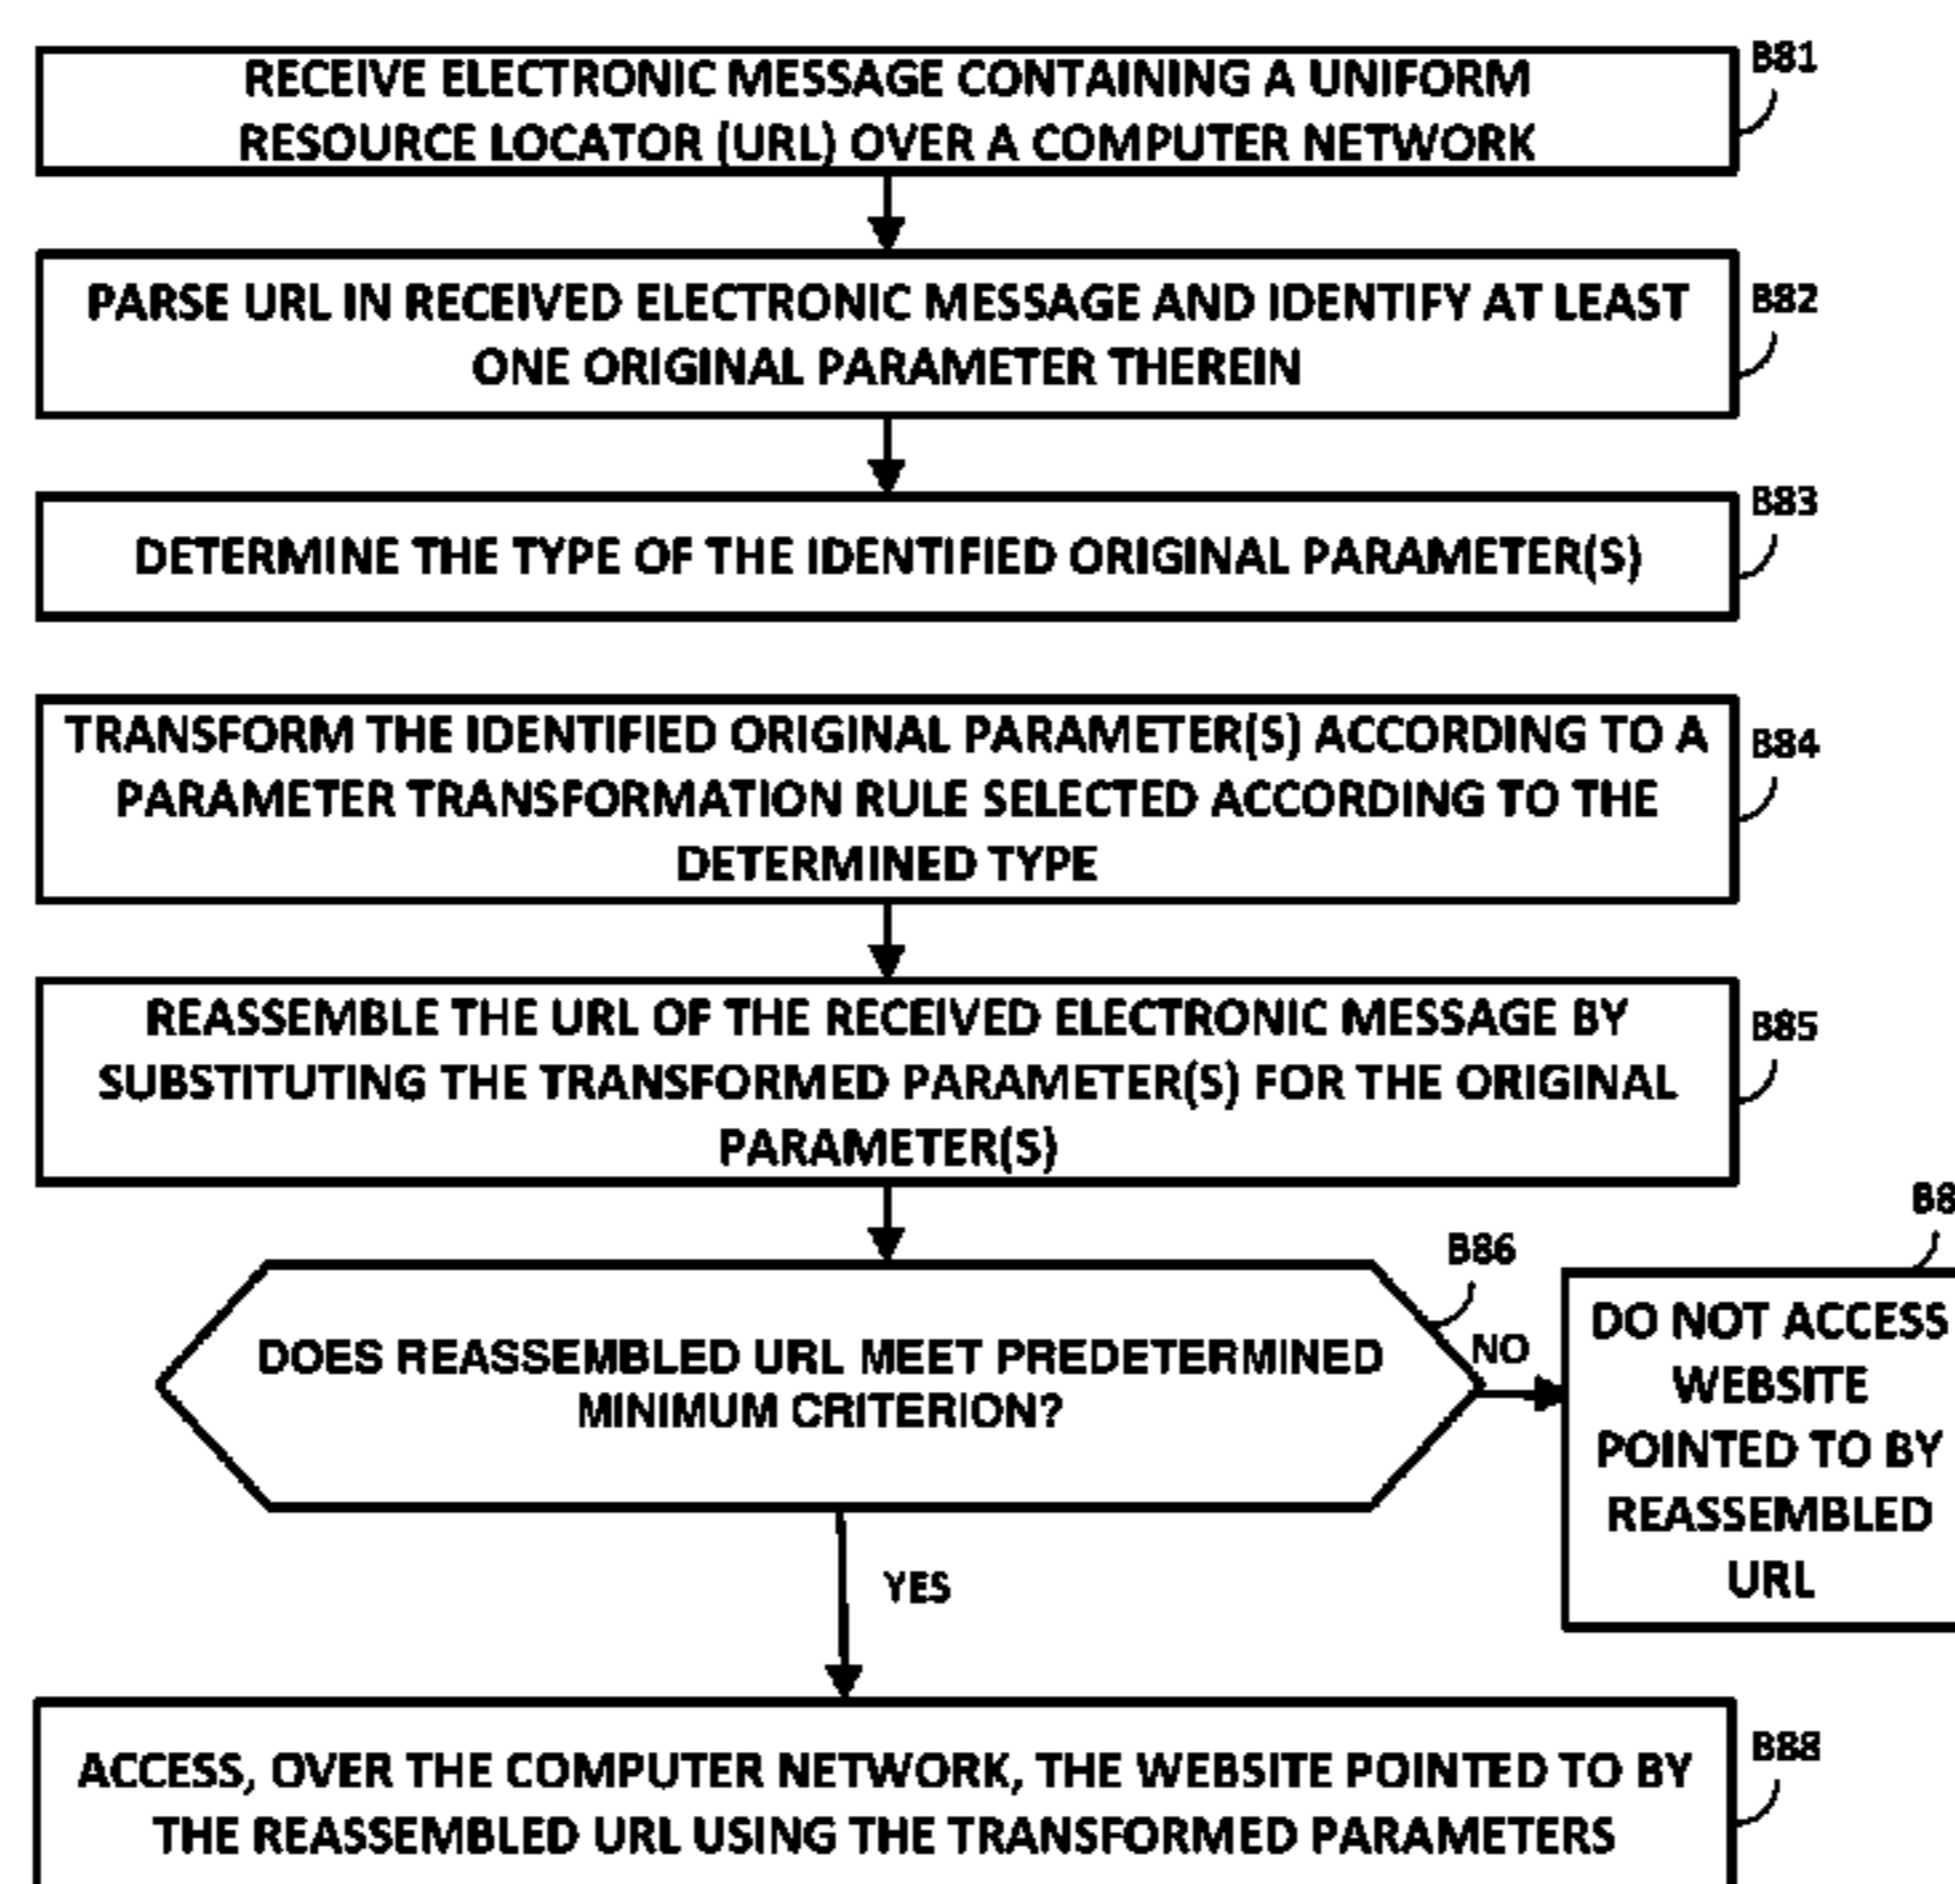 B81
RECEIVE ELECTRONIC MESSAGE CONTAINING A UNIFORM
RESOURCE LOCATOR (URL) OVER A COMPUTER NETWORK
B82
PARSE URL IN RECEIVED ELECTRONIC MESSAGE AND IDENTIFY AT LEAST
ONE ORIGINAL PARAMETER THEREIN
B83
DETERMINE THE TYPE OF THE IDENTIFIED ORIGINAL PARAMETER(S)
B84
TRANSFORM THE IDENTIFIED ORIGINAL PARAMETER(S) ACCORDING TO A
PARAMETER TRANSFORMATION RULE SELECTED ACCORDING TO THE
DETERMINED TYPE
B85
REASSEMBLE THE URL OF THE RECEIVED ELECTRONIC MESSAGE BY
SUBSTITUTING THE TRANSFORMED PARAMETER(S) FOR THE ORIGINAL
PARAMETER(S)
B86
DOES REASSEMBLED URL MEET PREDETERMINED
MINIMUM CRITERION?
NO
DO NOT ACCESS
WEBSITE
POINTED TO BY
REASSEMBLED
URL
YES
B88
ACCESS, OVER THE COMPUTER NETWORK, THE WEBSITE POINTED TO BY
THE REASSEMBLED URL USING THE TRANSFORMED PARAMETERS